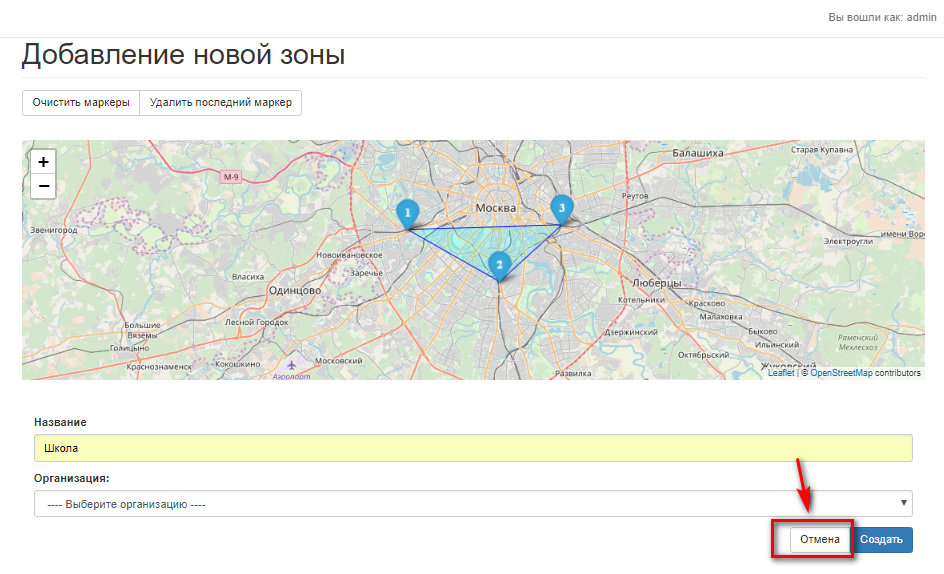 Вы вошли как: admin
Добавление новой зоны
Очистить маркеры Удалить последний маркер
+
−
М-9
Балашиха
Старая Купавна
1
Москва
3
Реутов
Звенигород
имени Воро
Электроугли
Новоивановское
2
Заречье
Власиха
Одинцово
Люберцы
Котельники
Красково
Малаховка
Лесной Городок
Большие
Вязёмы
Дзержинский
Быково
Голицыно
Ильинский
Раменский
Мехлесхоз
Октябрьский
Краснознаменск
Кокошкино
Московский
Аэропорт
Развилка
Жуковский
Leaflet | © OpenStreetMap contributors
Название
Школа
Организация:
---- Выберите организацию ----
Отмена Создать